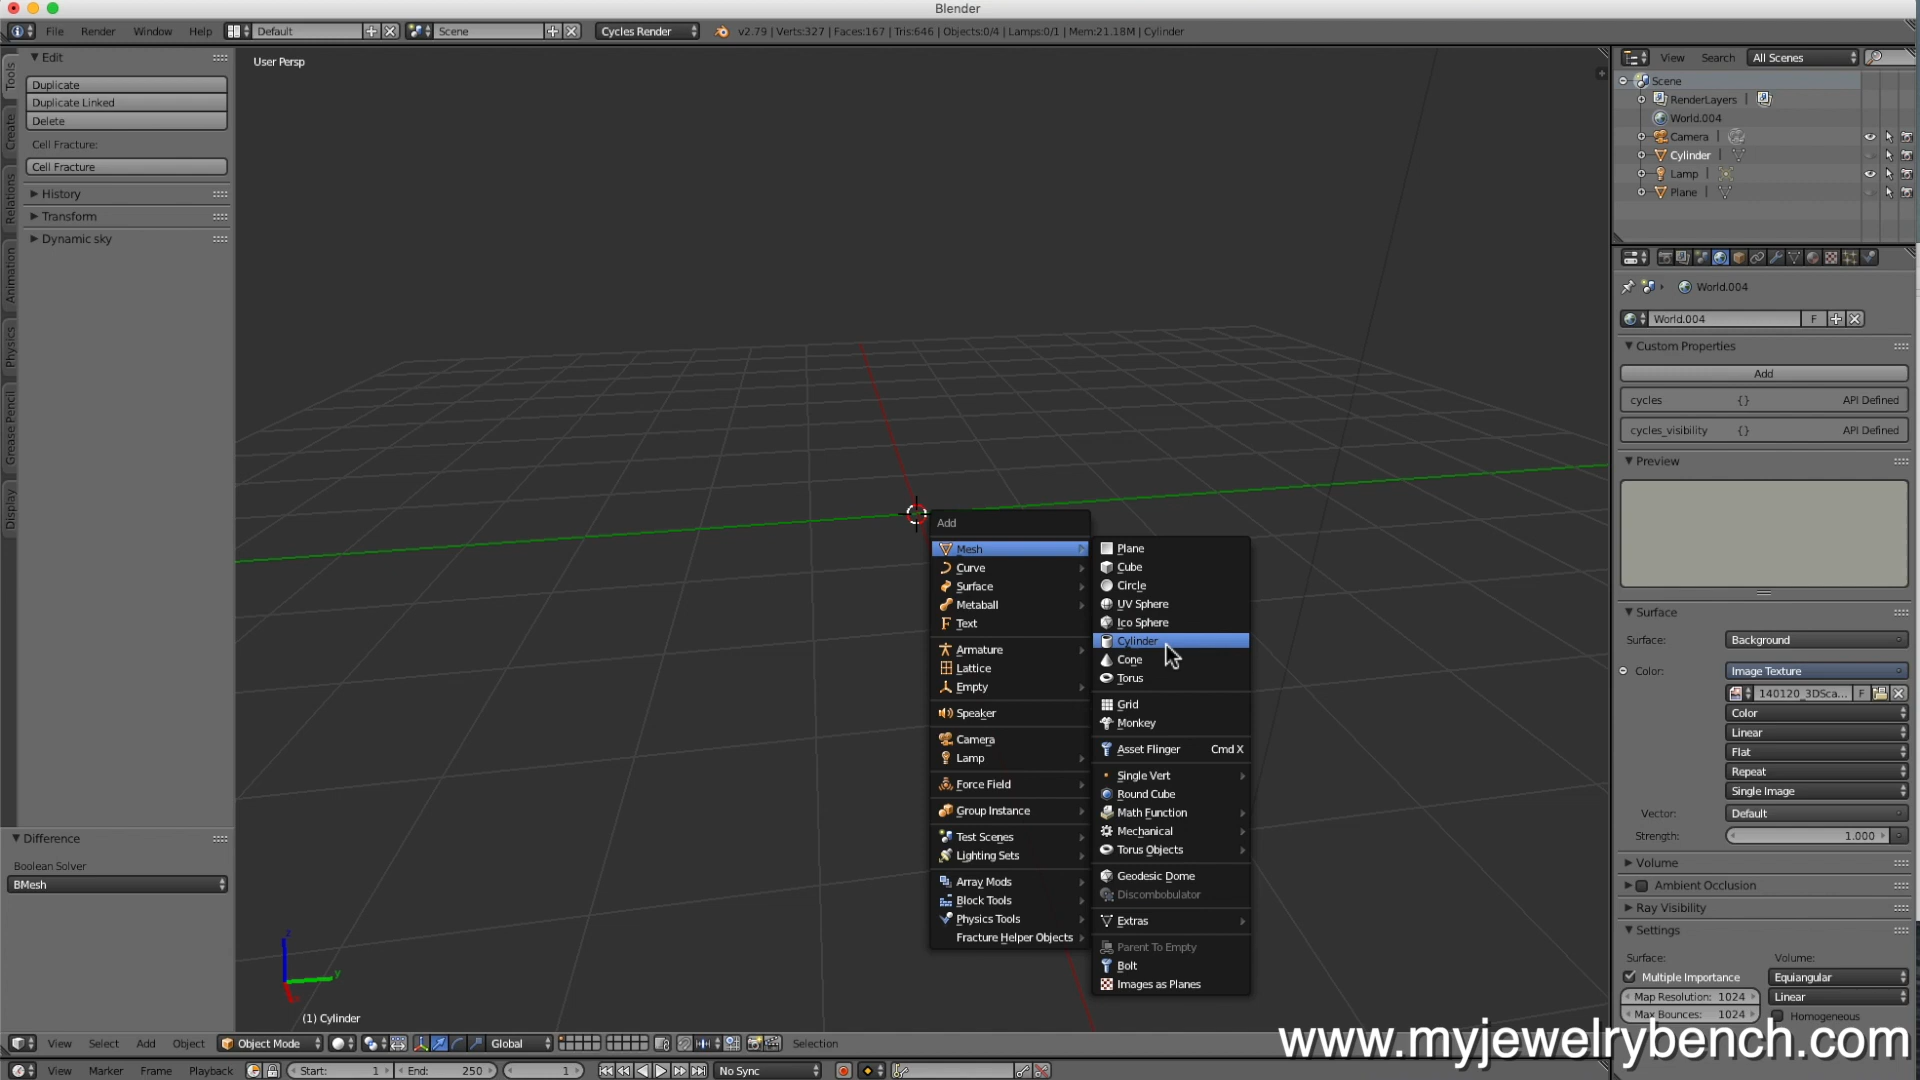 Blender
File Render Window Help Default Scene Cycles Render v2.79 | Verts:327 | Faces:167 | Tris:646 | Objects:0/4 | Lamps:0/1 | Mem:21.18M | Cylinder
Tools
Create
Relations
Animation
Physics
Grease Pencil
Display
Edit
Duplicate
Duplicate Linked
Delete
Cell Fracture:
Cell Fracture
History
Transform
Dynamic sky
Difference
Boolean Solver
BMesh
User Persp
Add
Mesh
Curve
Surface
Metaball
Text
Armature
Lattice
Empty
Speaker
Camera
Lamp
Force Field
Group Instance
Test Scenes
Lighting Sets
Array Mods
Block Tools
Physics Tools
Fracture Helper Objects
Plane
Cube
Circle
UV Sphere
Ico Sphere
Cylinder
Cone
Torus
Grid
Monkey
Asset Flinger Cmd X
Single Vert
Round Cube
Math Function
Mechanical
Torus Objects
Geodesic Dome
Discombobulator
Extras
Parent To Empty
Bolt
Images as Planes
z
y
(1) Cylinder
View Search All Scenes
Scene
RenderLayers
World.004
Camera
Cylinder
Lamp
Plane
World.004
World.004 F
Custom Properties
Add
cycles {} API Defined
cycles_visibility {} API Defined
Preview
Surface
Surface: Background
Color: Image Texture
140120_3DSca... F
Color
Linear
Flat
Repeat
Single Image
Vector: Default
Strength: 1.000
Volume
Ambient Occlusion
Ray Visibility
Settings
Surface: Volume:
Multiple Importance Equiangular
Map Resolution: 1024 Linear
Max Bounces: 1024 Homogeneous
www.myjewelrybench.com
View Select Add Object Object Mode Global Selection
View Marker Frame Playback Start: 1 End: 250 1 No Sync